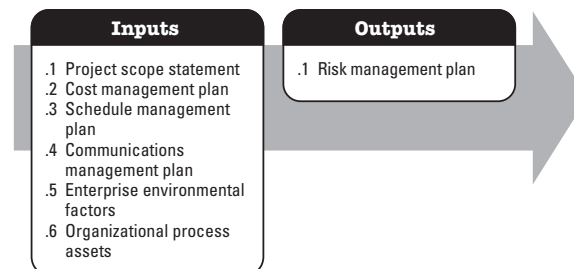 Inputs
.1 Project scope statement
.2 Cost management plan
.3 Schedule management
plan
.4 Communications
management plan
.5 Enterprise environmental
factors
.6 Organizational process
assets
Outputs
.1 Risk management plan